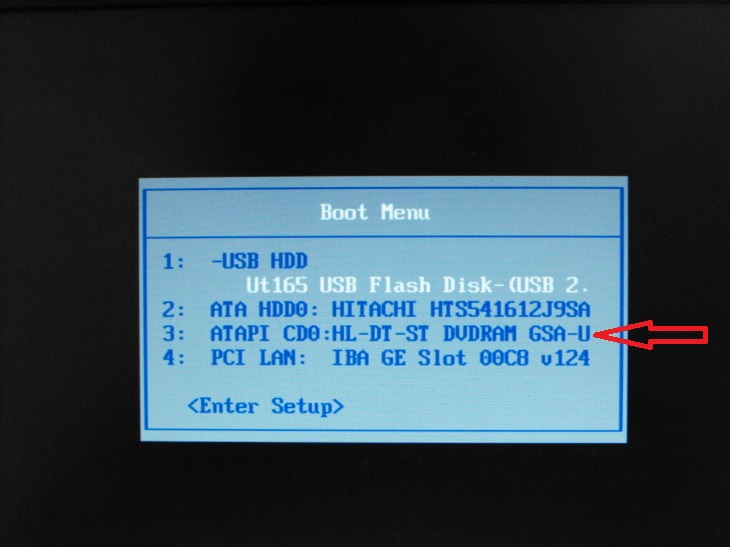 Boot Menu
1: -USB HDD
Ut165 USB Flash Disk-(USB 2.
2: ATA HDD0: HITACHI HTS541612J9SA
3: ATAPI CD0:HL-DT-ST DVDRAM GSA-U
4: PCI LAN: IBA GE Slot 00C8 v124
<Enter Setup>